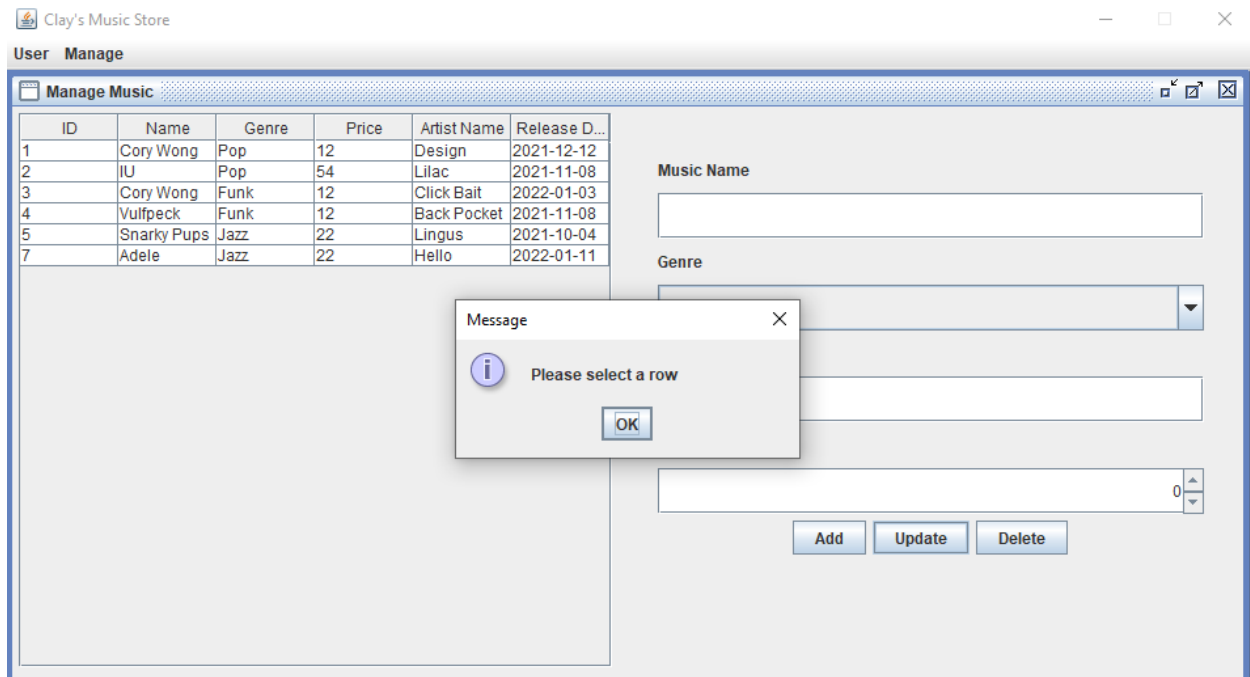 Clay's Music Store
User Manage
Manage Music
ID Name Genre Price Artist Name Release D...
1 Cory Wong Pop 12 Design 2021-12-12
2 IU Pop 54 Lilac 2021-11-08
3 Cory Wong Funk 12 Click Bait 2022-01-03
4 Vulfpeck Funk 12 Back Pocket 2021-11-08
5 Snarky Pups Jazz 22 Lingus 2021-10-04
7 Adele Jazz 22 Hello 2022-01-11
Music Name
Genre
Message
i Please select a row
OK
0
Add Update Delete